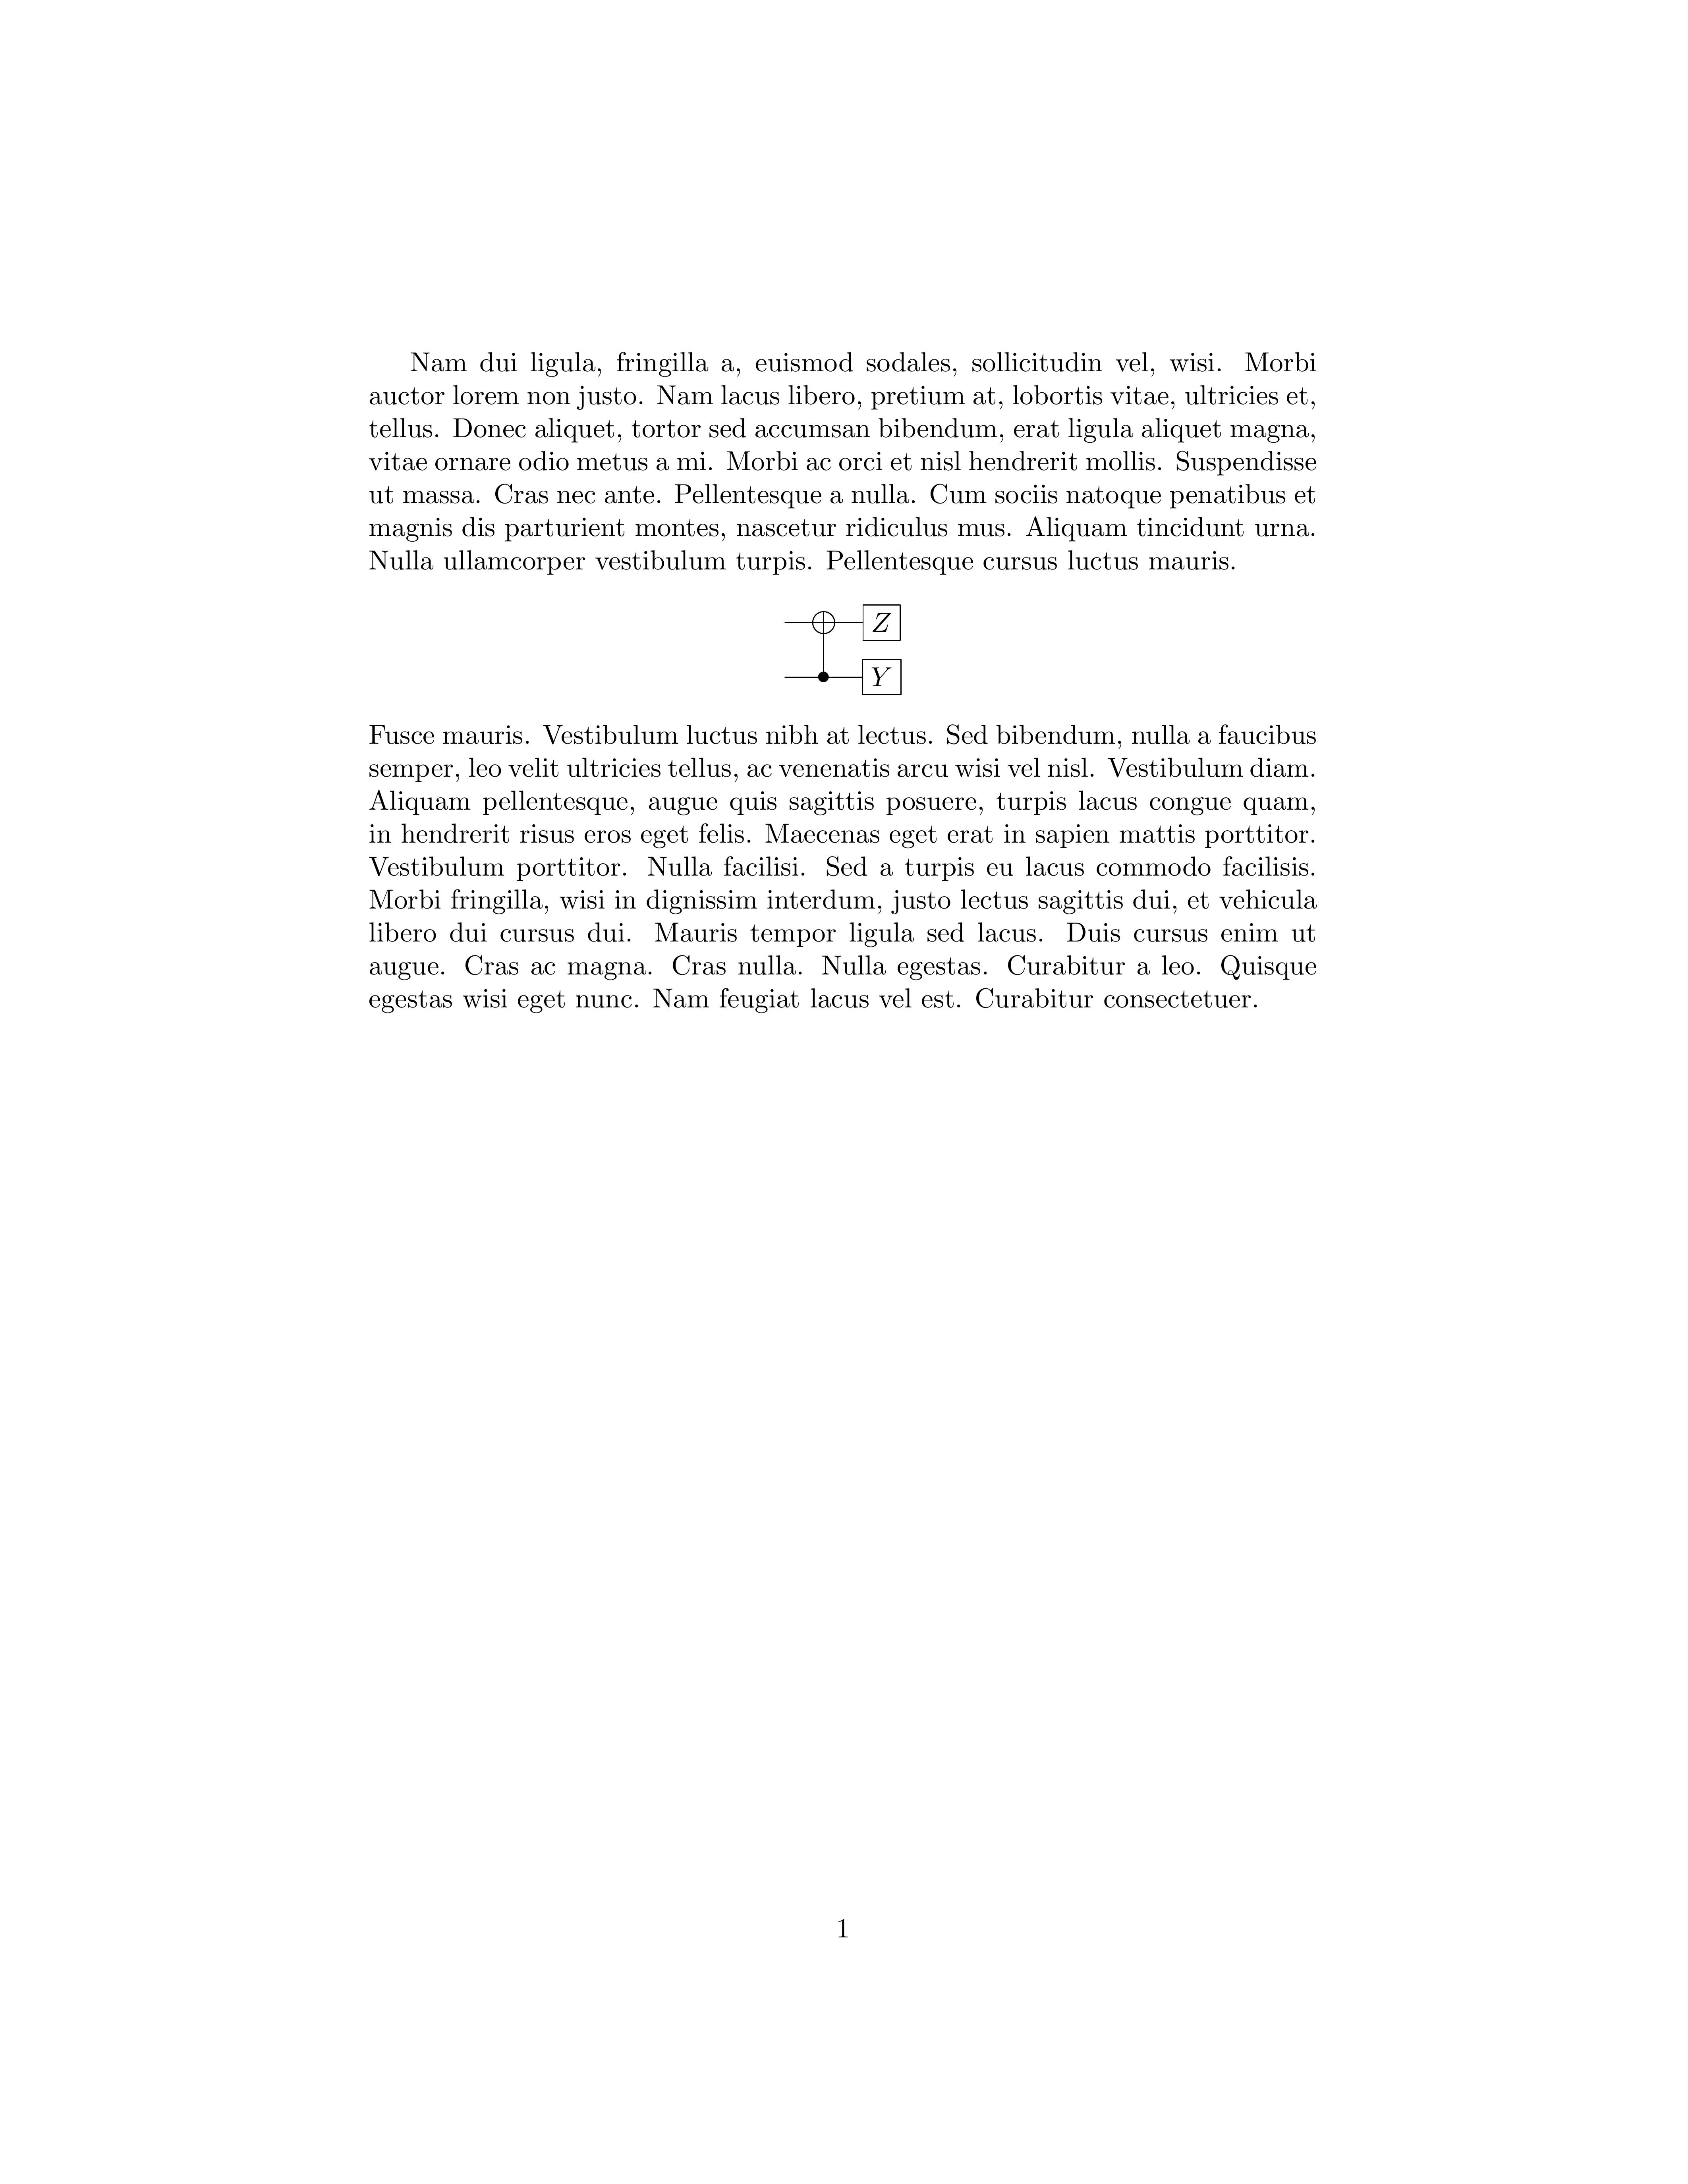 Nam dui ligula, fringilla a, euismod sodales, sollicitudin vel, wisi. Morbi
auctor lorem non justo. Nam lacus libero, pretium at, lobortis vitae, ultricies et,
tellus. Donec aliquet, tortor sed accumsan bibendum, erat ligula aliquet magna,
vitae ornare odio metus a mi. Morbi ac orci et nisl hendrerit mollis. Suspendisse
ut massa. Cras nec ante. Pellentesque a nulla. Cum sociis natoque penatibus et
magnis dis parturient montes, nascetur ridiculus mus. Aliquam tincidunt urna.
Nulla ullamcorper vestibulum turpis. Pellentesque cursus luctus mauris.
Z
Y
Fusce mauris. Vestibulum luctus nibh at lectus. Sed bibendum, nulla a faucibus
semper, leo velit ultricies tellus, ac venenatis arcu wisi vel nisl. Vestibulum diam.
Aliquam pellentesque, augue quis sagittis posuere, turpis lacus congue quam,
in hendrerit risus eros eget felis. Maecenas eget erat in sapien mattis porttitor.
Vestibulum porttitor. Nulla facilisi. Sed a turpis eu lacus commodo facilisis.
Morbi fringilla, wisi in dignissim interdum, justo lectus sagittis dui, et vehicula
libero dui cursus dui. Mauris tempor ligula sed lacus. Duis cursus enim ut
augue. Cras ac magna. Cras nulla. Nulla egestas. Curabitur a leo. Quisque
egestas wisi eget nunc. Nam feugiat lacus vel est. Curabitur consectetuer.
1